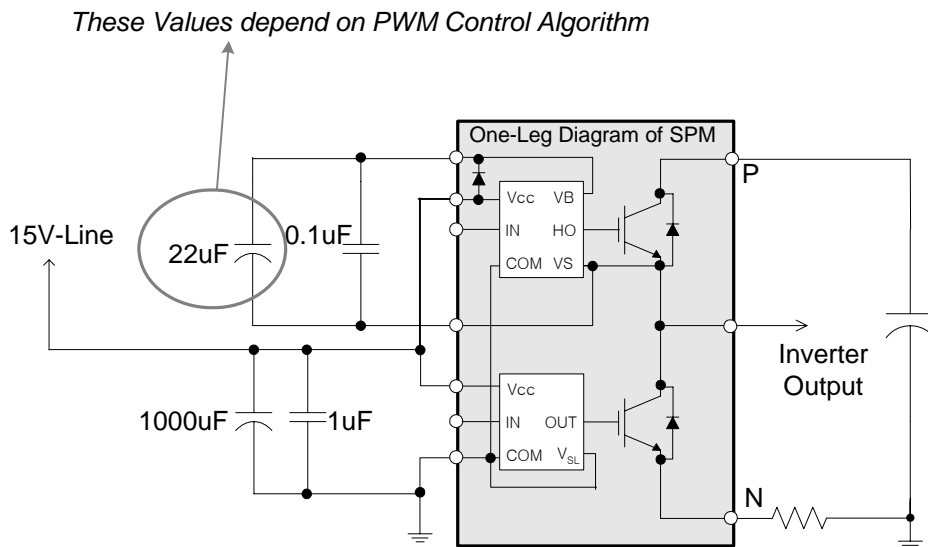 These Values depend on PWM Control Algorithm
One-Leg Diagram of SPM
P
Vcc VB
15V-Line
22uF
0.1uF
IN HO
COM VS
Inverter
Output
Vcc
1000uF
1uF
IN OUT
COM VSL
N